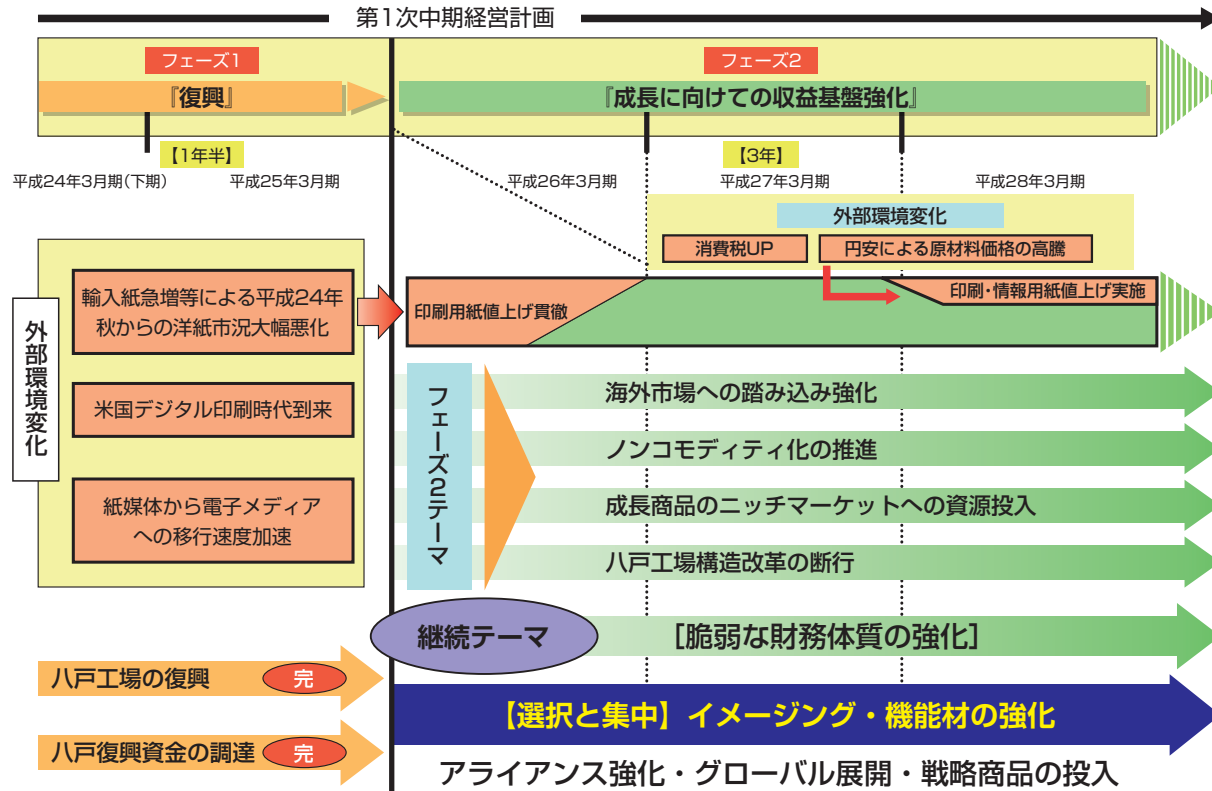 第1次中期経営計画
フェーズ1
『復興』
フェーズ2
『成長に向けての収益基盤強化』
【1年半】
【3年】
平成24年3月期(下期)
平成25年3月期
平成26年3月期
平成27年3月期
平成28年3月期
外部環境変化
消費税UP
円安による原材料価格の高騰
外部環境変化
輸入紙急増等による平成24年
秋からの洋紙市況大幅悪化
米国デジタル印刷時代到来
紙媒体から電子メディア
への移行速度加速
印刷用紙値上げ貫徹
印刷・情報用紙値上げ実施
フェーズ2テーマ
海外市場への踏み込み強化
ノンコモディティ化の推進
成長商品のニッチマーケットへの資源投入
八戸工場構造改革の断行
継続テーマ
[脆弱な財務体質の強化]
八戸工場の復興
完
八戸復興資金の調達
完
【選択と集中】イメージング・機能材の強化
アライアンス強化・グローバル展開・戦略商品の投入